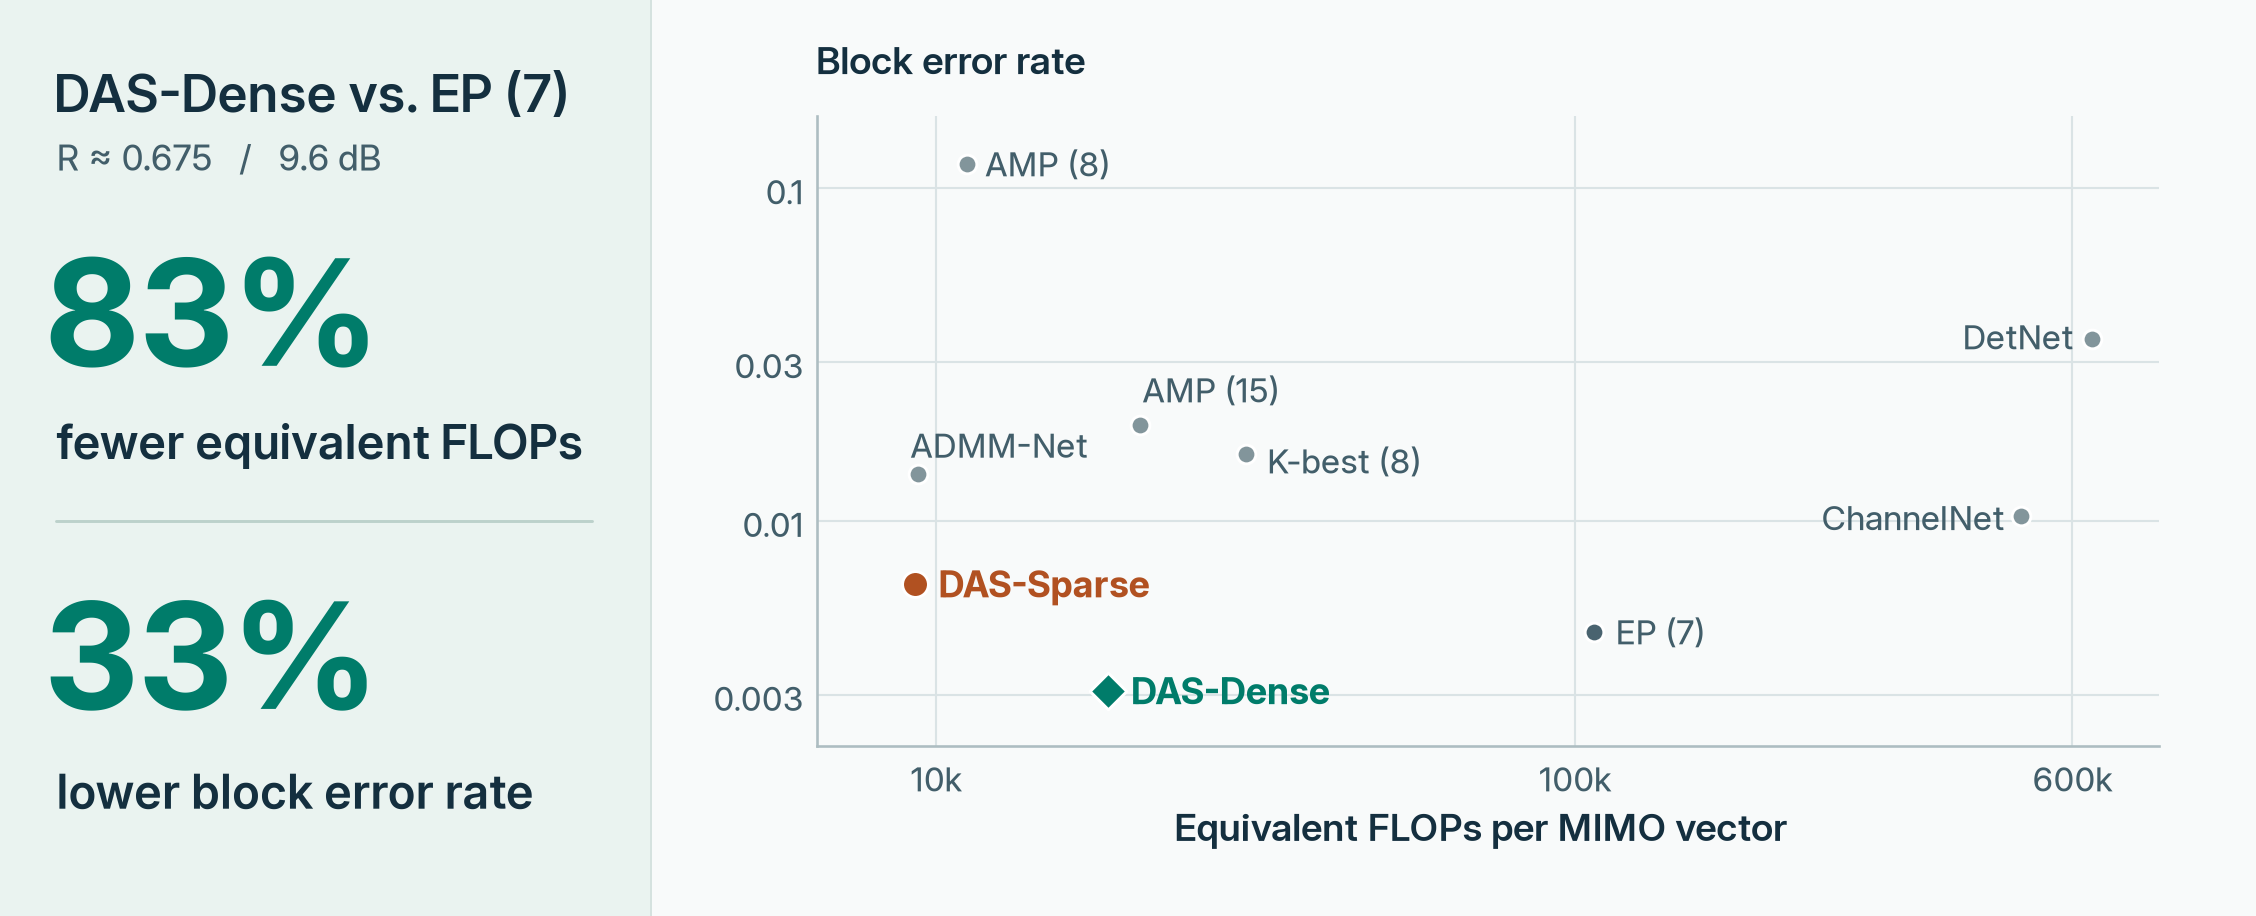 DAS-Dense vs. EP (7)
R ≈ 0.675 / 9.6 dB
83%
fewer equivalent FLOPs
33%
lower block error rate
Block error rate
AMP (8)
0.1
DetNet
0.03
AMP (15)
ADMM-Net
K-best (8)
ChannelNet
0.01
DAS-Sparse
EP (7)
DAS-Dense
0.003
10k
100k
600k
Equivalent FLOPs per MIMO vector